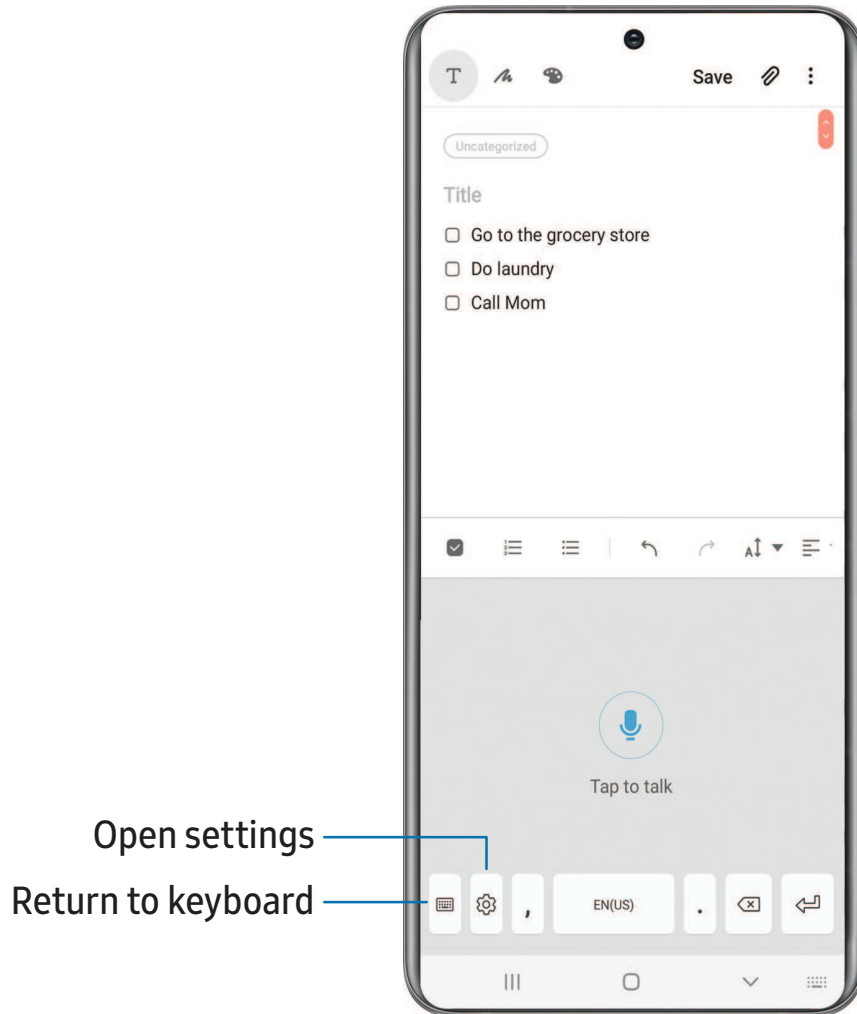 T
Save
Uncategorized
Title
Go to the grocery store
Do laundry
Call Mom
A
Tap to talk
Open settings
Return to keyboard
, EN(US) .